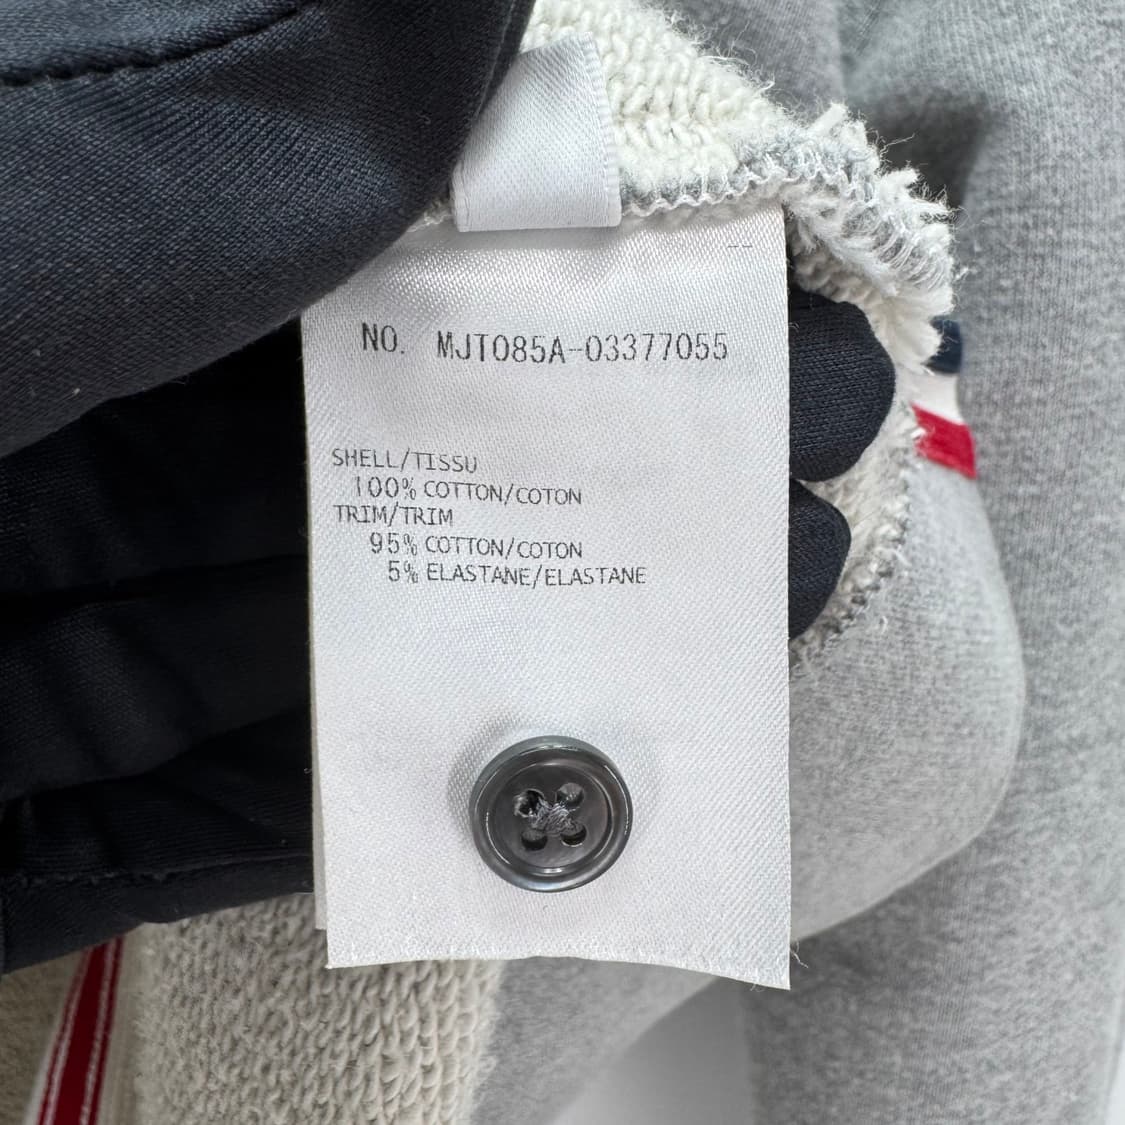 NO. MJT085A-03377055
SHELL/TISSU
100% COTTON/COTON
TRIM/TRIM
95% COTTON/COTON
5% ELASTANE/ELASTANE